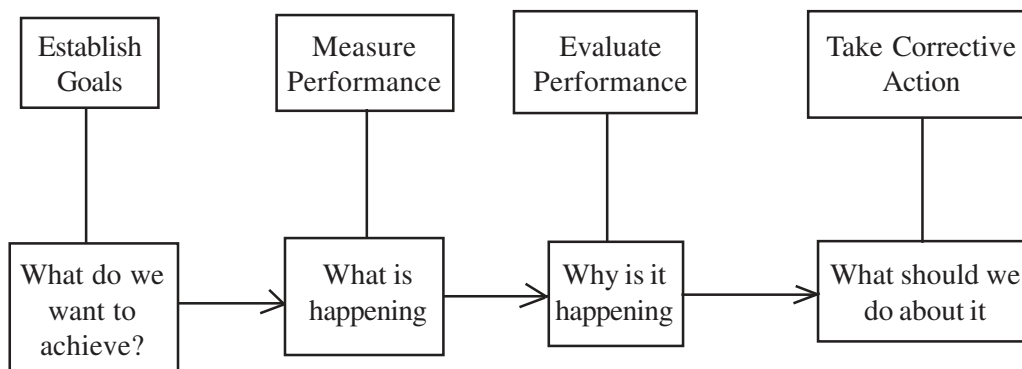 Establish
Goals
Measure
Performance
Evaluate
Performance
Take Corrective
Action
What do we
want to
achieve?
What is
happening
Why is it
happening
What should we
do about it